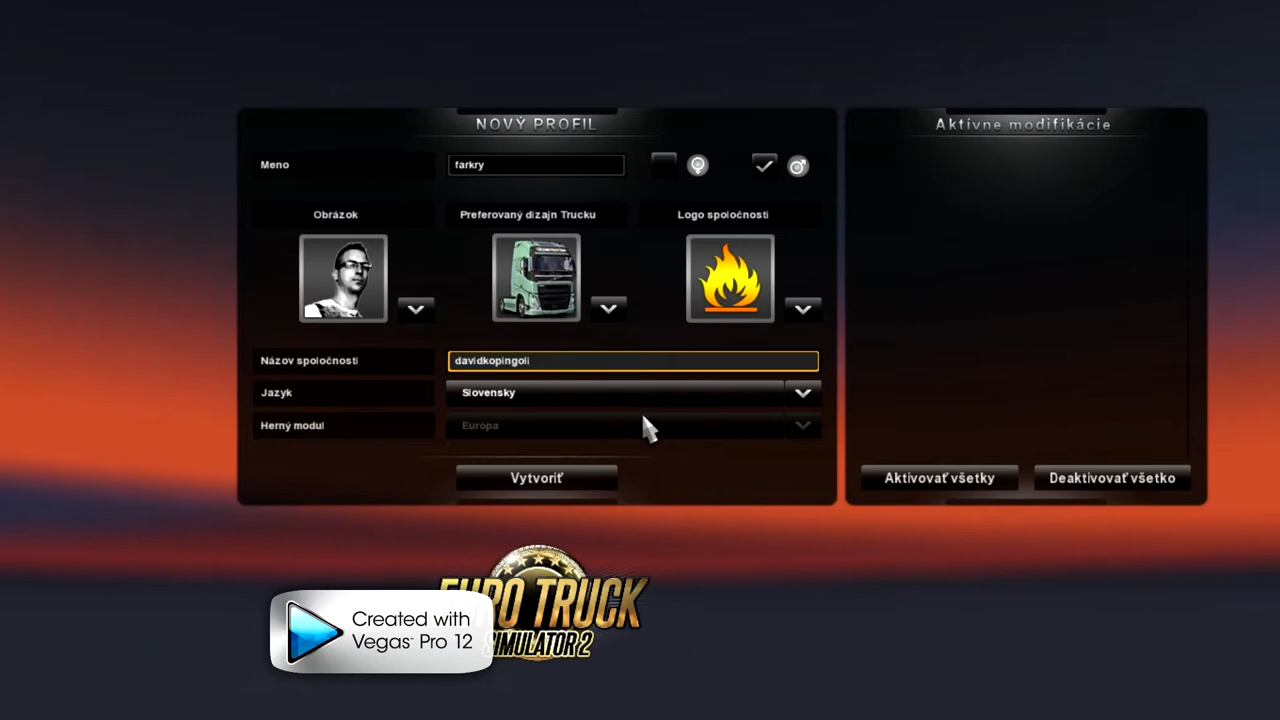 NOVÝ PROFIL
Meno
farkry
Obrázok
Preferovaný dizajn Trucku
Logo spoločnosti
Názov spoločnosti
davidkopingoli
Jazyk
Slovensky
Herný modul
Európa
Vytvoriť
Aktívne modifikácie
Aktivovať všetky
Deaktivovať všetko
EURO TRUCK
SIMULATOR 2
Created with
Vegas™ Pro 12